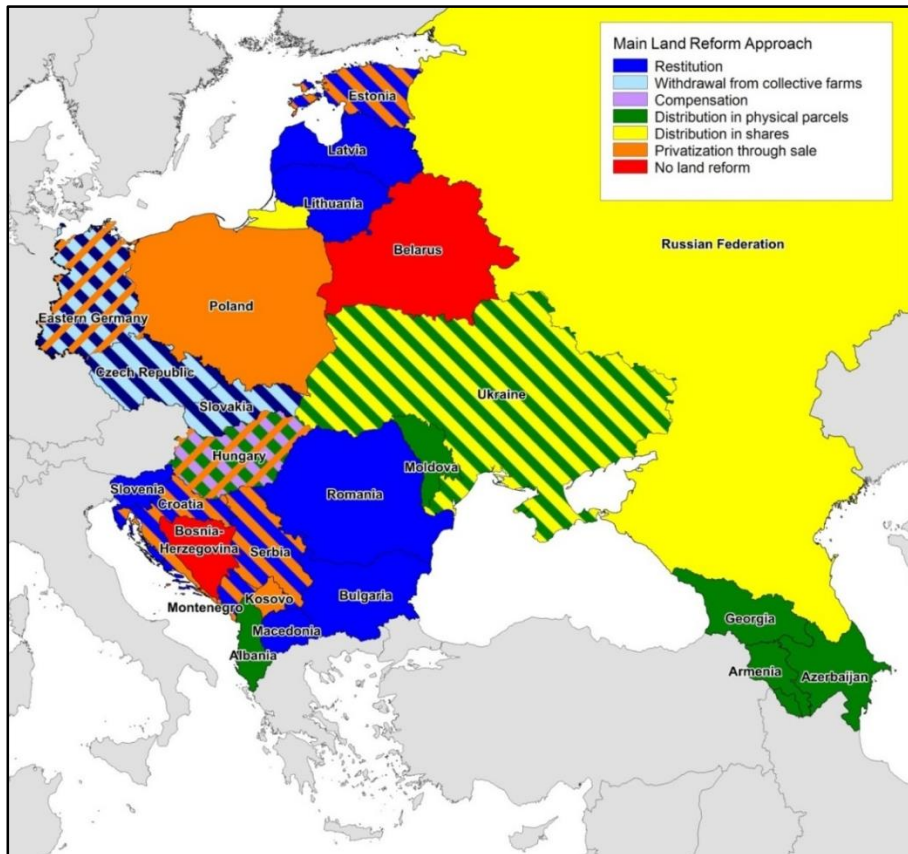 Main Land Reform Approach
Restitution
Withdrawal from collective farms
Compensation
Distribution in physical parcels
Distribution in shares
Privatization through sale
No land reform
Estonia
Latvia
Lithuania
Belarus
Russian Federation
Poland
Eastern Germany
Czech Republic
Slovakia
Ukraine
Hungary
Moldova
Slovenia
Romania
Croatia
Bosnia-
Herzegovina
Serbia
Bulgaria
Montenegro
Kosovo
Macedonia
Albania
Georgia
Armenia
Azerbaijan